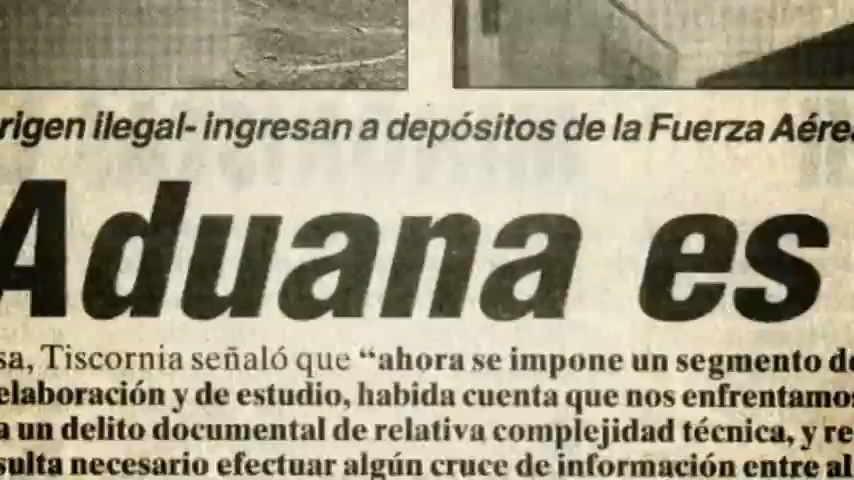 rigen ilegal- ingresan a depósitos de la Fuerza Aére
Aduana es
sa, Tiscornia señaló que “ahora se impone un segmento de
elaboración y de estudio, habida cuenta que nos enfrentamos
a un delito documental de relativa complejidad técnica, y re
sulta necesario efectuar algún cruce de información entre al